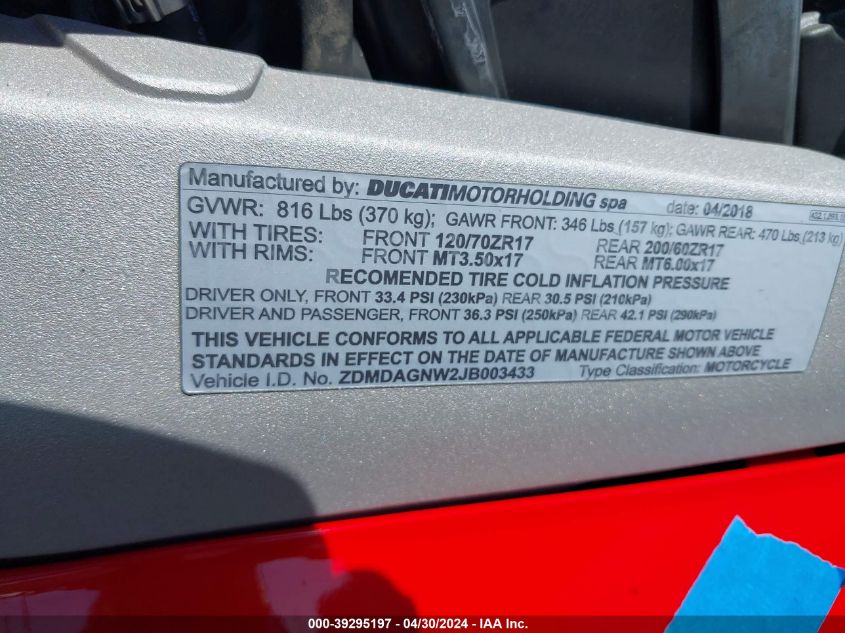 Manufactured by: DUCATIMOTORHOLDING spa date: 04/2018
GVWR: 816 Lbs (370 kg); GAWR FRONT: 346 Lbs (157 kg); GAWR REAR: 470 Lbs (213 kg)
WITH TIRES: FRONT 120/70ZR17 REAR 200/60ZR17
WITH RIMS: FRONT MT3.50x17 REAR MT6.00x17
RECOMENDED TIRE COLD INFLATION PRESSURE
DRIVER ONLY, FRONT 33.4 PSI (230kPa) REAR 30.5 PSI (210kPa)
DRIVER AND PASSENGER, FRONT 36.3 PSI (250kPa) REAR 42.1 PSI (290kPa)
THIS VEHICLE CONFORMS TO ALL APPLICABLE FEDERAL MOTOR VEHICLE
STANDARDS IN EFFECT ON THE DATE OF MANUFACTURE SHOWN ABOVE
Vehicle I.D. No. ZDMDAGNW2JB003433 Type Classification: MOTORCYCLE
000-39295197 - 04/30/2024 - IAA Inc.